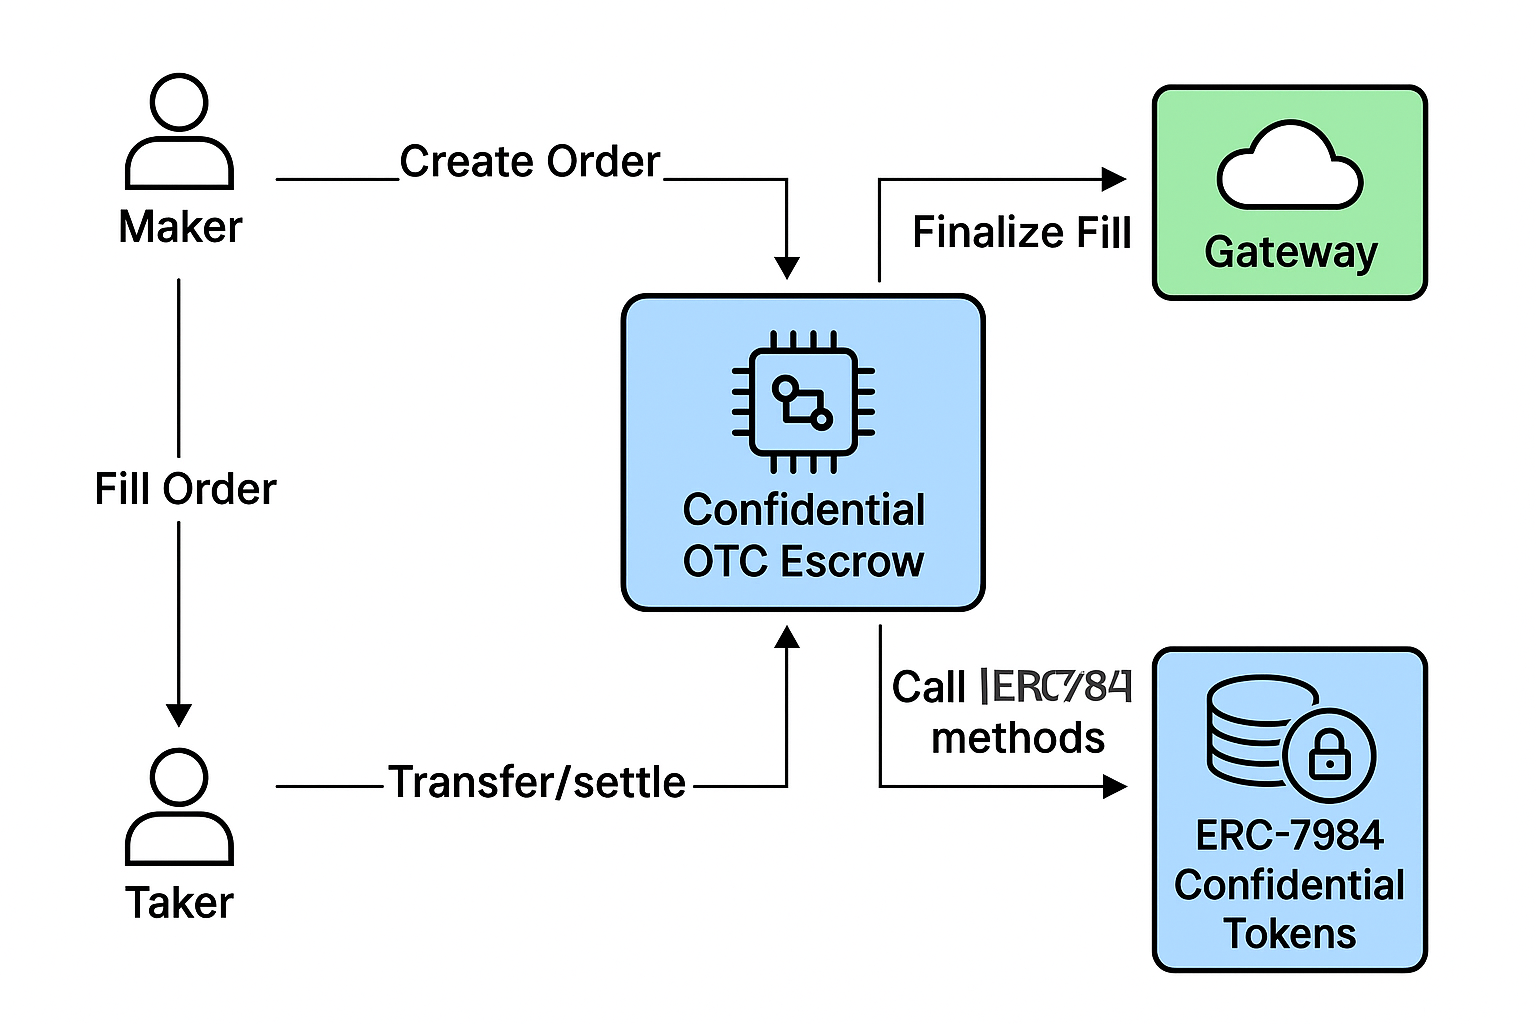 Maker
Create Order
Finalize Fill
Gateway
Fill Order
Confidential
OTC Escrow
Call
methods
Transfer/settle
Taker
ERC-7984
Confidential
Tokens